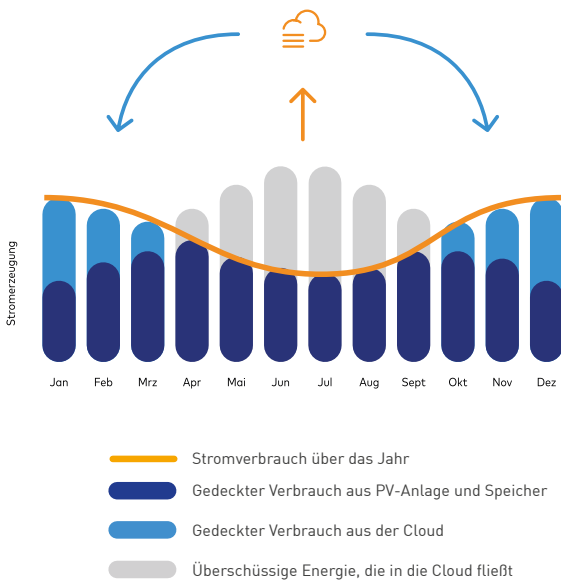 Stromerzeugung
Jan Feb Mrz Apr Mai Jun Jul Aug Sept Okt Nov Dez
Stromverbrauch über das Jahr
Gedeckter Verbrauch aus PV-Anlage und Speicher
Gedeckter Verbrauch aus der Cloud
Überschüssige Energie, die in die Cloud fließt